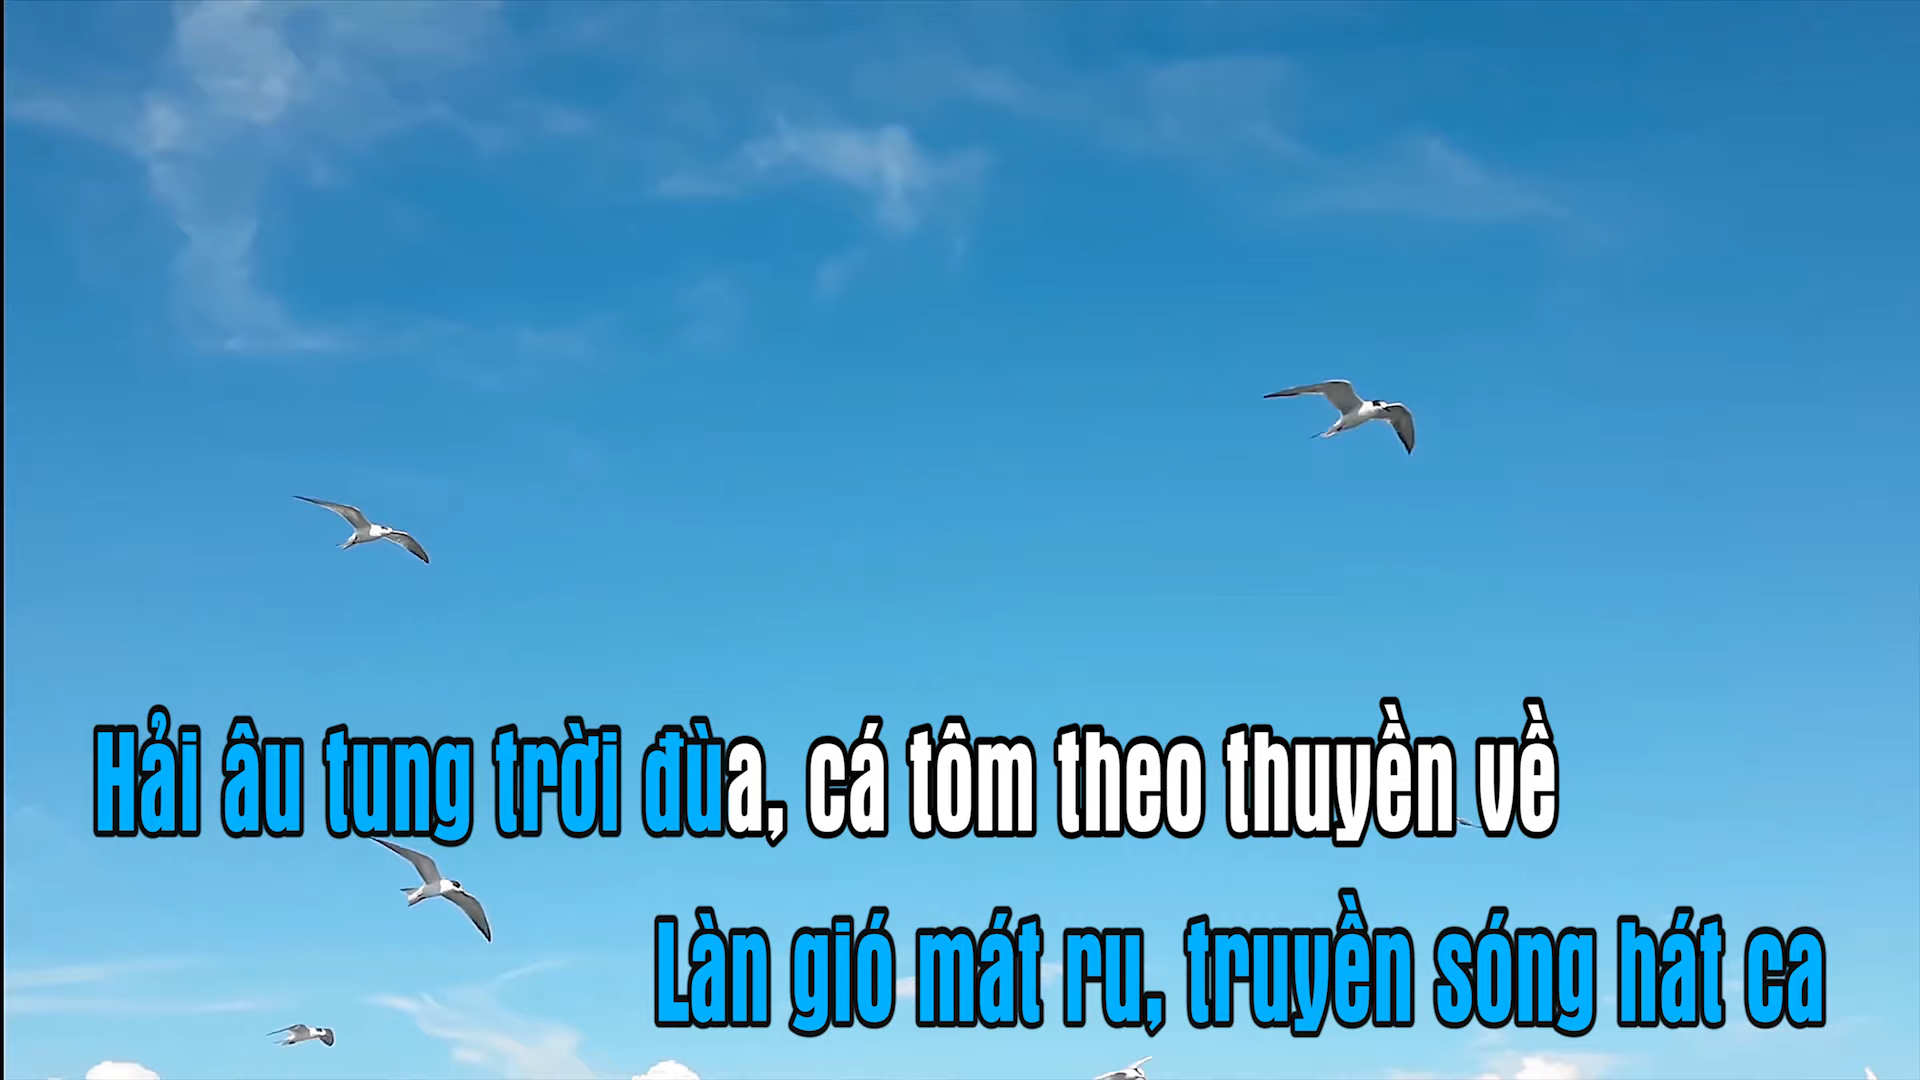 Hải âu tung trời đùa, cá tôm theo thuyền về
Làn gió mát ru, truyền sóng hát ca